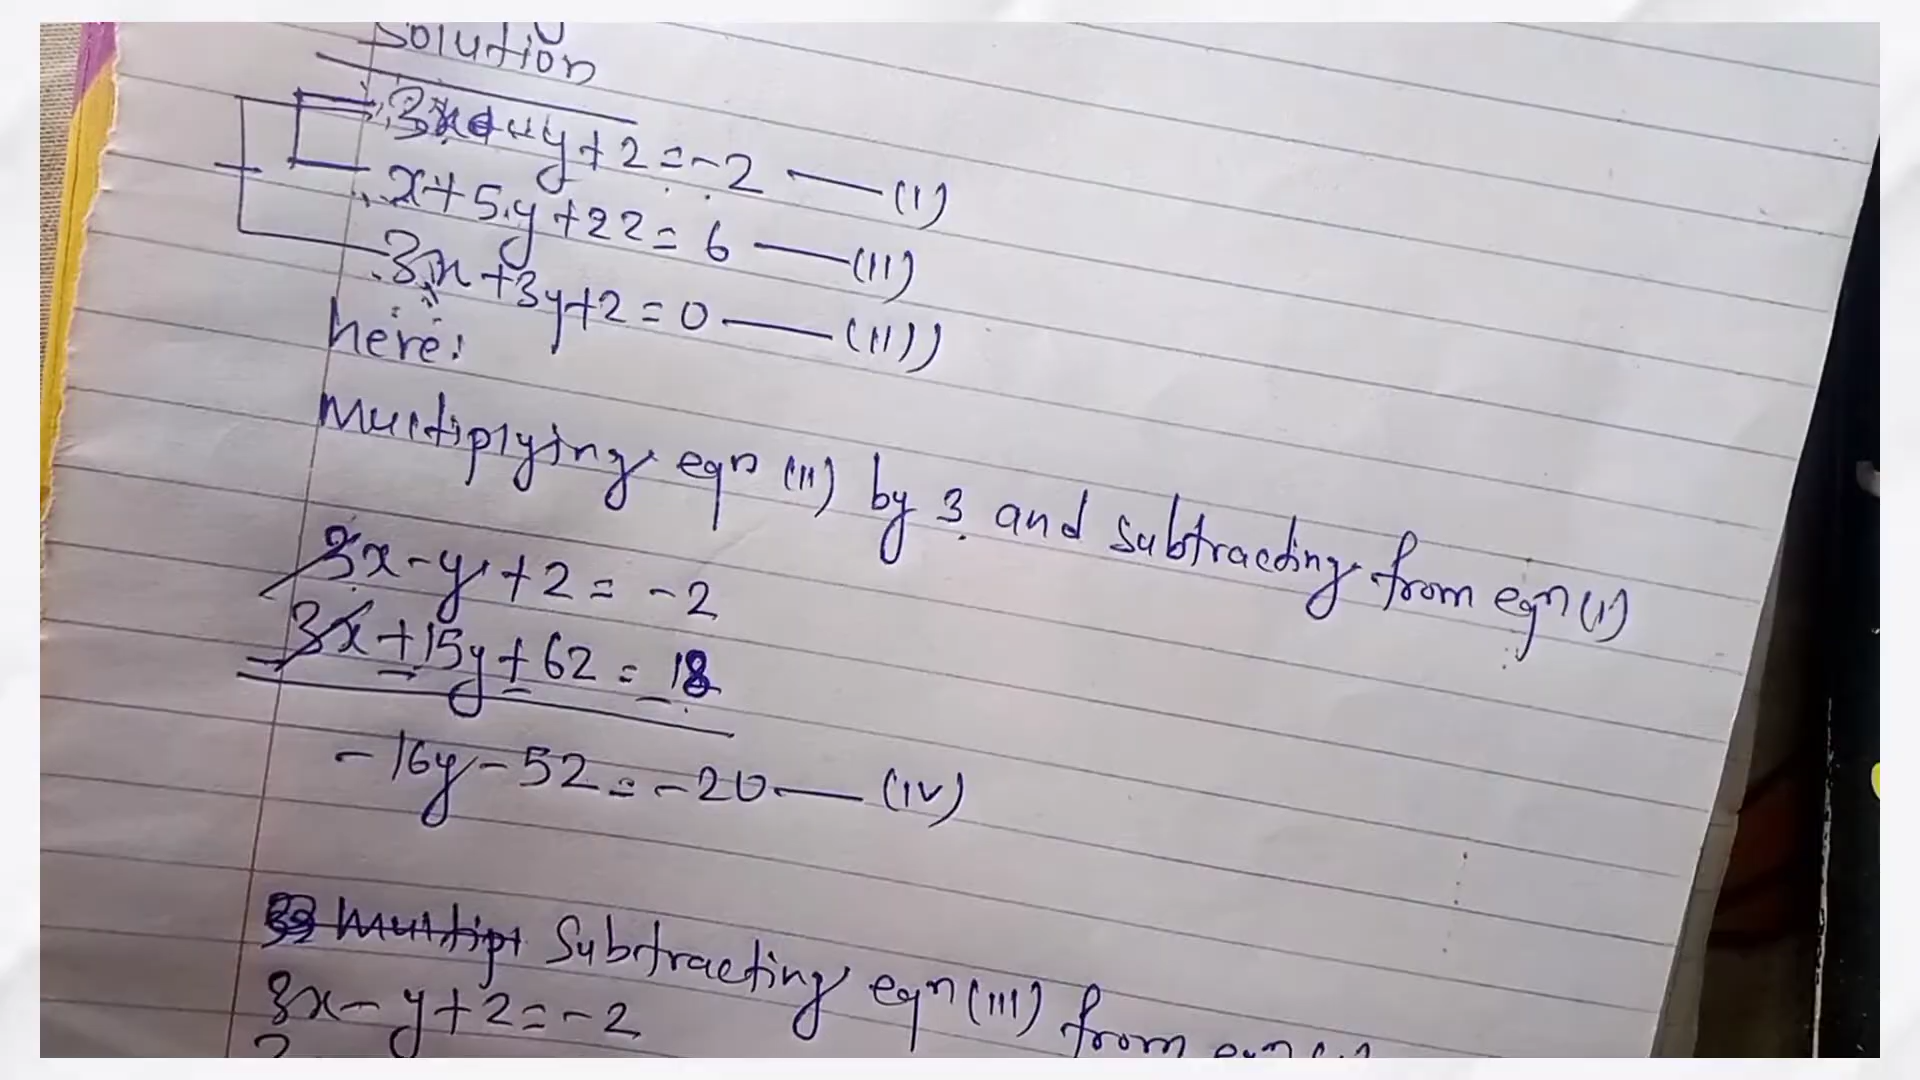 Solution
3x-y+z=-2 —(I)
x+5y+2z=6 —(II)
3x+3y+z=0 —(III)
here:
Multiplying eqn (II) by 3 and subtracting from eqn (I)
3x-y+z=-2
3x+15y+6z=18
-16y-5z=-20 —(IV)
Subtracting eqn (III) from eqn
3x-y+z=-2